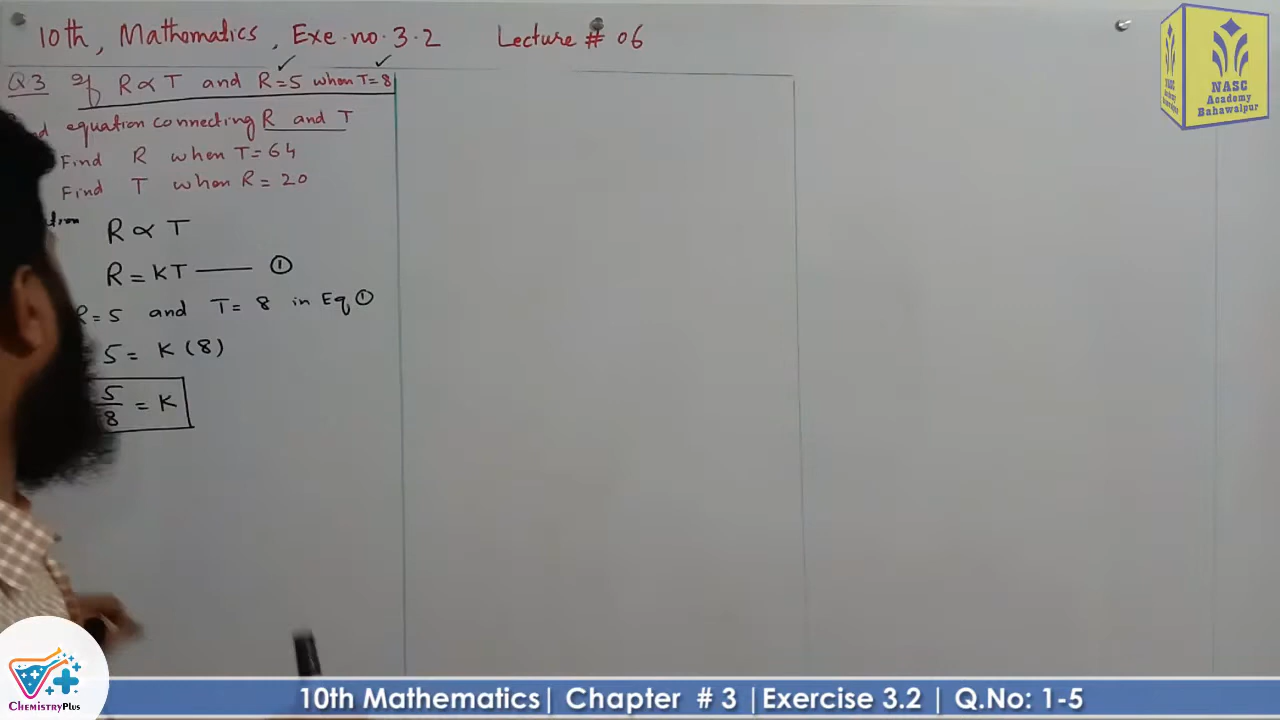 10th, Mathematics, Exe.no.3.2 Lecture # 06
Q3 If R ∝ T and R=5 when T=8
equation connecting R and T
Find R when T=64
Find T when R=20
R ∝ T
R = KT —— ①
R=5 and T=8 in Eq ①
5 = K (8)
5/8 = K
NASC
Academy
Bahawalpur
ChemistryPlus
10th Mathematics| Chapter # 3 |Exercise 3.2 | Q.No: 1-5